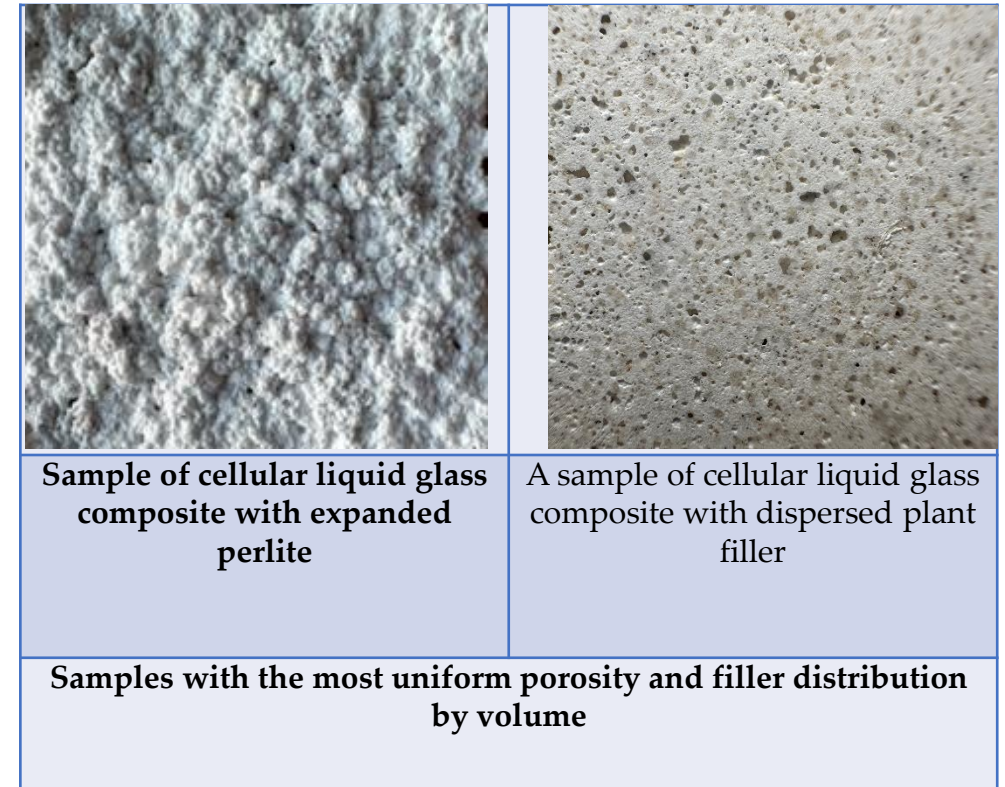 Sample of cellular liquid glass
composite with expanded
perlite
A sample of cellular liquid glass
composite with dispersed plant
filler
Samples with the most uniform porosity and filler distribution
by volume